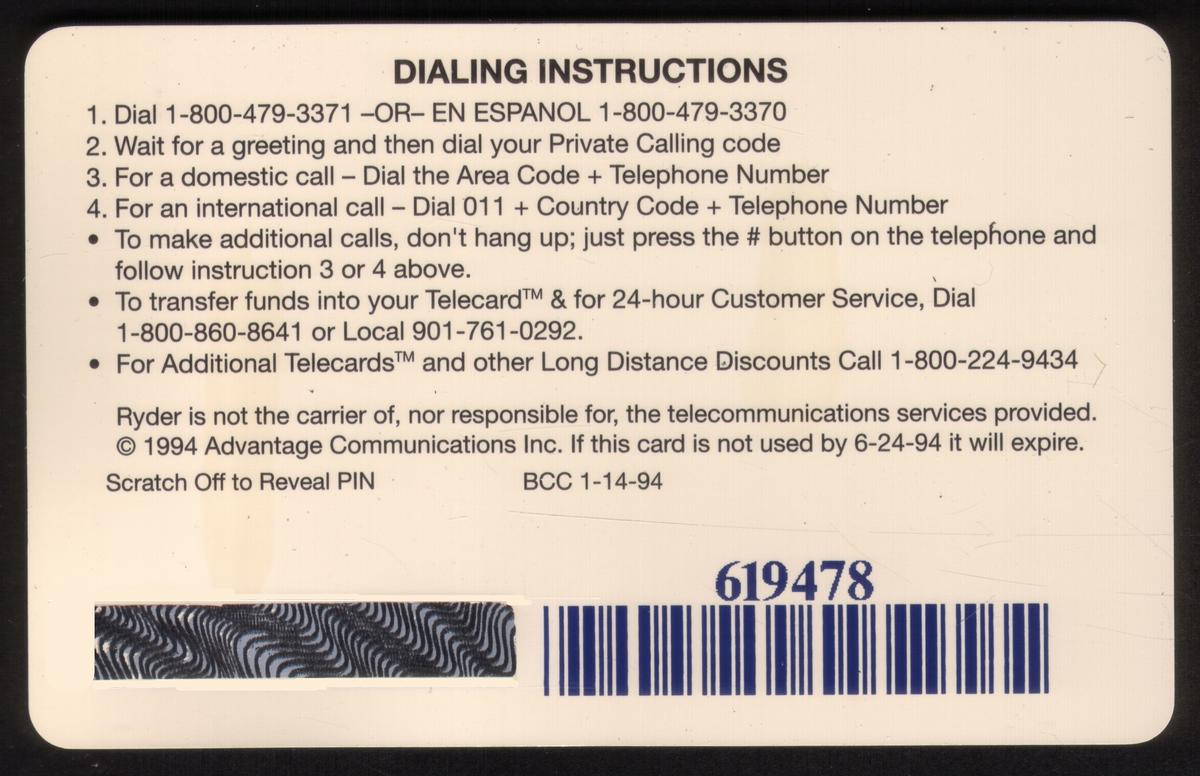 DIALING INSTRUCTIONS
1. Dial 1-800-479-3371 –OR– EN ESPANOL 1-800-479-3370
2. Wait for a greeting and then dial your Private Calling code
3. For a domestic call – Dial the Area Code + Telephone Number
4. For an international call – Dial 011 + Country Code + Telephone Number
• To make additional calls, don't hang up; just press the # button on the telephone and
follow instruction 3 or 4 above.
• To transfer funds into your Telecard™ & for 24-hour Customer Service, Dial
1-800-860-8641 or Local 901-761-0292.
• For Additional Telecards™ and other Long Distance Discounts Call 1-800-224-9434
Ryder is not the carrier of, nor responsible for, the telecommunications services provided.
© 1994 Advantage Communications Inc. If this card is not used by 6-24-94 it will expire.
Scratch Off to Reveal PIN BCC 1-14-94
619478